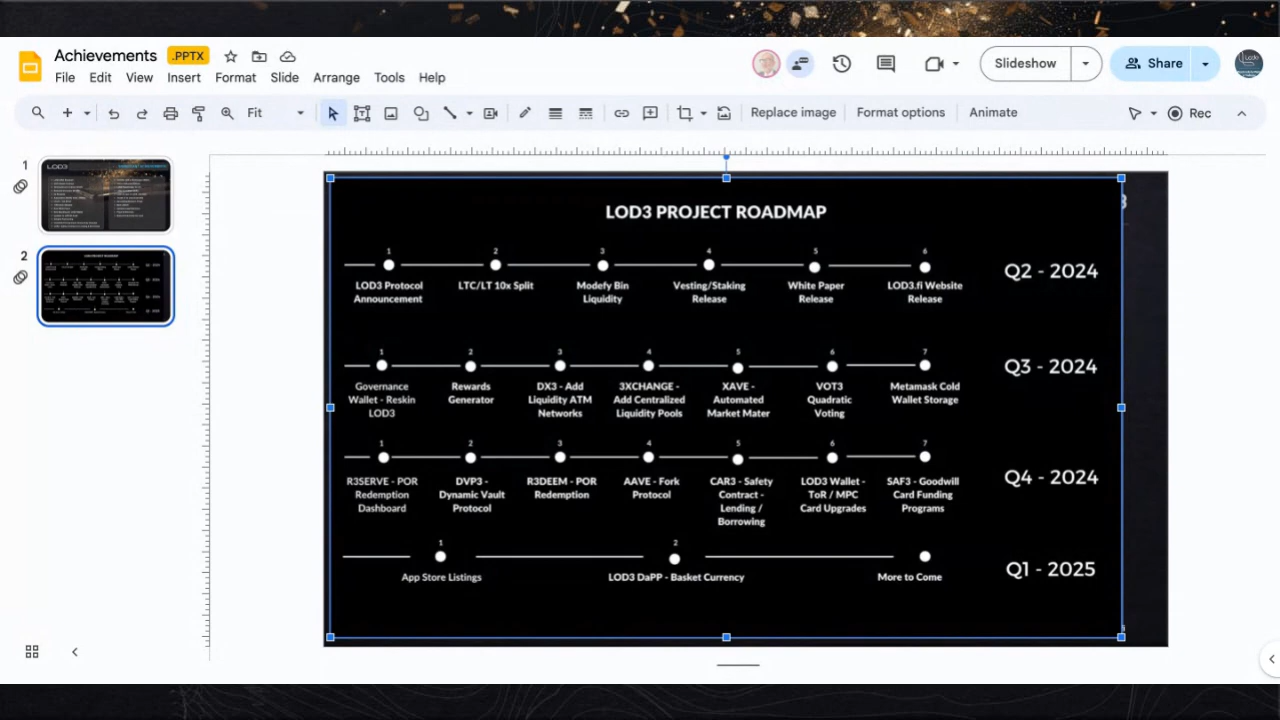 Achievements .PPTX
File Edit View Insert Format Slide Arrange Tools Help
Slideshow
Share
Fit
Replace image
Format options
Animate
Rec
1
LOD3
2
LOD3 PROJECT ROADMAP
1 2 3 4 5 6
LOD3 Protocol LTC/LT 10x Split Modefy Bin Vesting/Staking White Paper LOD3.fi Website Q2 - 2024
Announcement Liquidity Release Release Release
1 2 3 4 5 6 7
Governance Rewards DX3 - Add 3XCHANGE - XAVE - VOT3 Metamask Cold Q3 - 2024
Wallet - Reskin Generator Liquidity ATM Add Centralized Automated Quadratic Wallet Storage
LOD3 Networks Liquidity Pools Market Mater Voting
1 2 3 4 5 6 7
R3SERVE - POR DVP3 - R3DEEM - POR AAVE - Fork CAR3 - Safety LOD3 Wallet - SAF3 - Goodwill Q4 - 2024
Redemption Dynamic Vault Redemption Protocol Contract - ToR / MPC Card Funding
Dashboard Protocol Lending / Card Upgrades Programs
Borrowing
1 2
App Store Listings LOD3 DaPP - Basket Currency More to Come Q1 - 2025